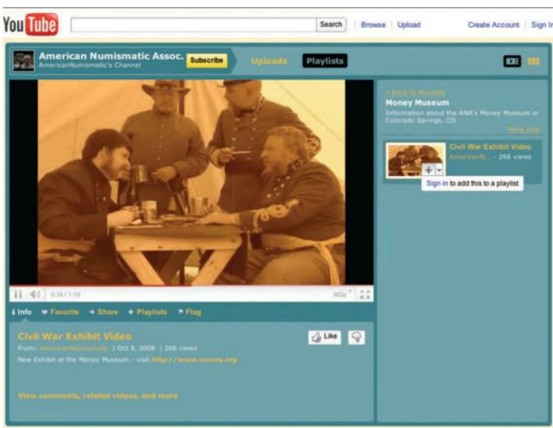 You Tube
Search Browse Upload Create Account Sign In
American Numismatic Assoc.
AmericanNumismatic's Channel
Subscribe
Uploads
Playlists
« Back to Playlists
Money Museum
Information about the ANA's Money Museum in
Colorado Springs, CO.
More Info
Civil War Exhibit Video
AmericanN... - 266 views
Sign in to add this to a playlist
/ 1:19
360p
Info Favorite Share Playlists Flag
Civil War Exhibit Video
From: AmericanNumismatic | Oct 6, 2008 | 266 views
New Exhibit at the Money Museum - visit http://www.money.org
Like
View comments, related videos, and more